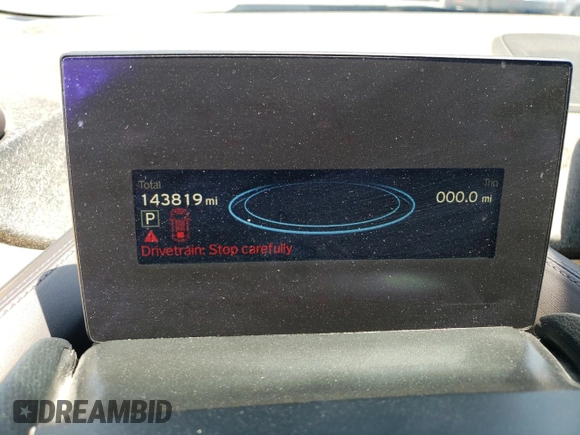 Total
Trip
143819 mi
000.0 mi
P
Drivetrain: Stop carefully
DREAMBID